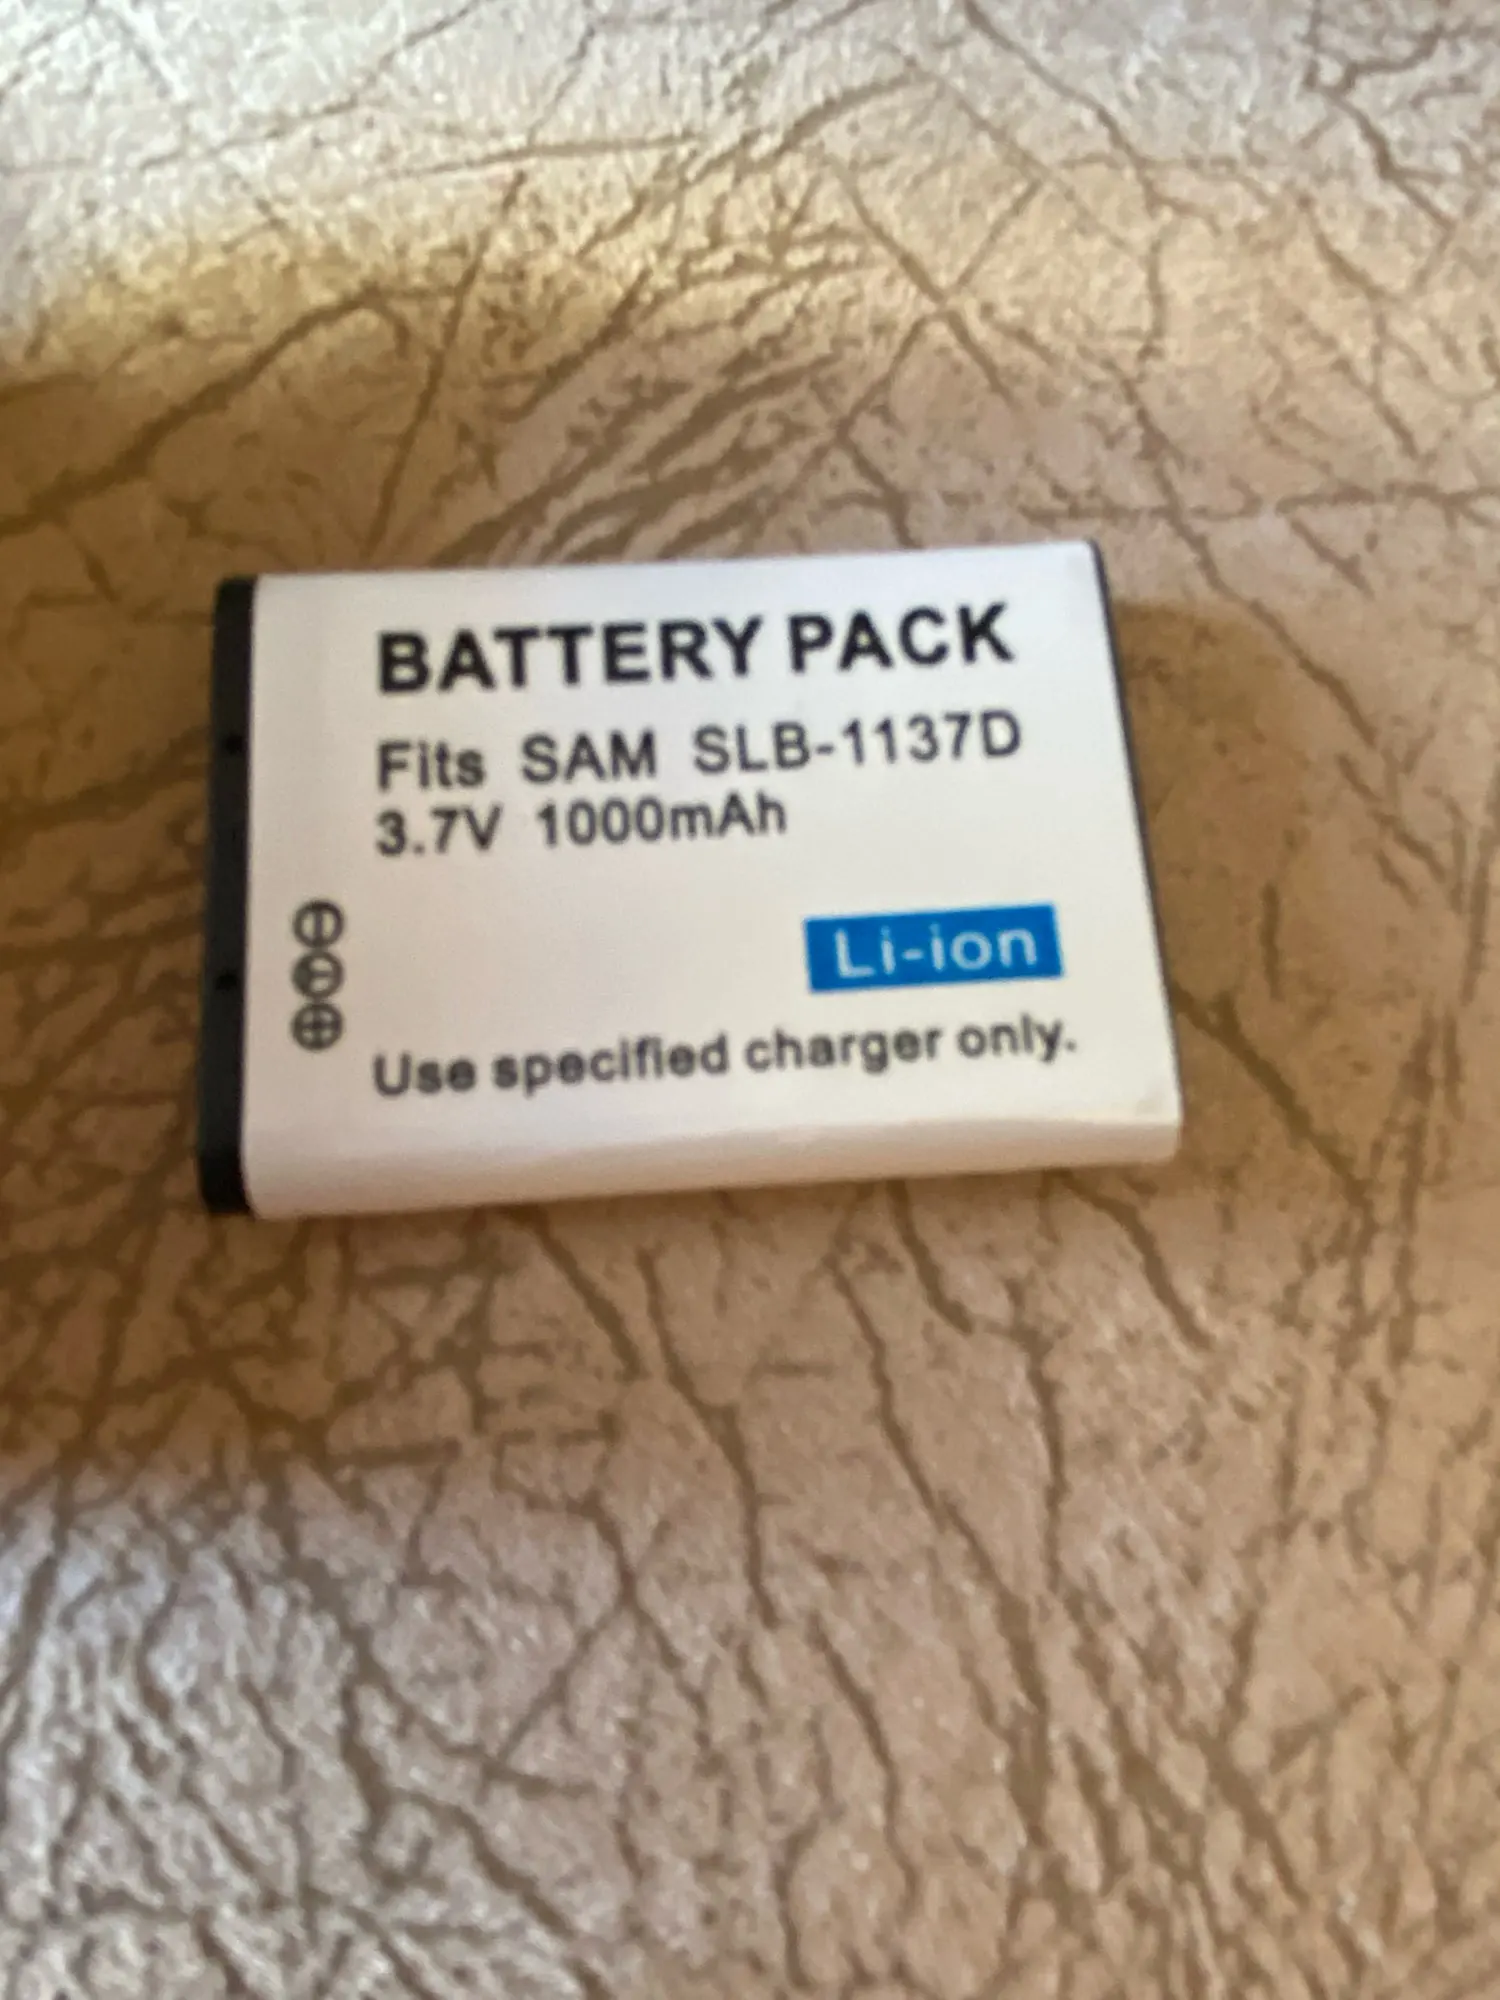 BATTERY PACK
Fits SAM SLB-1137D
3.7V 1000mAh
Li-ion
Use specified charger only.